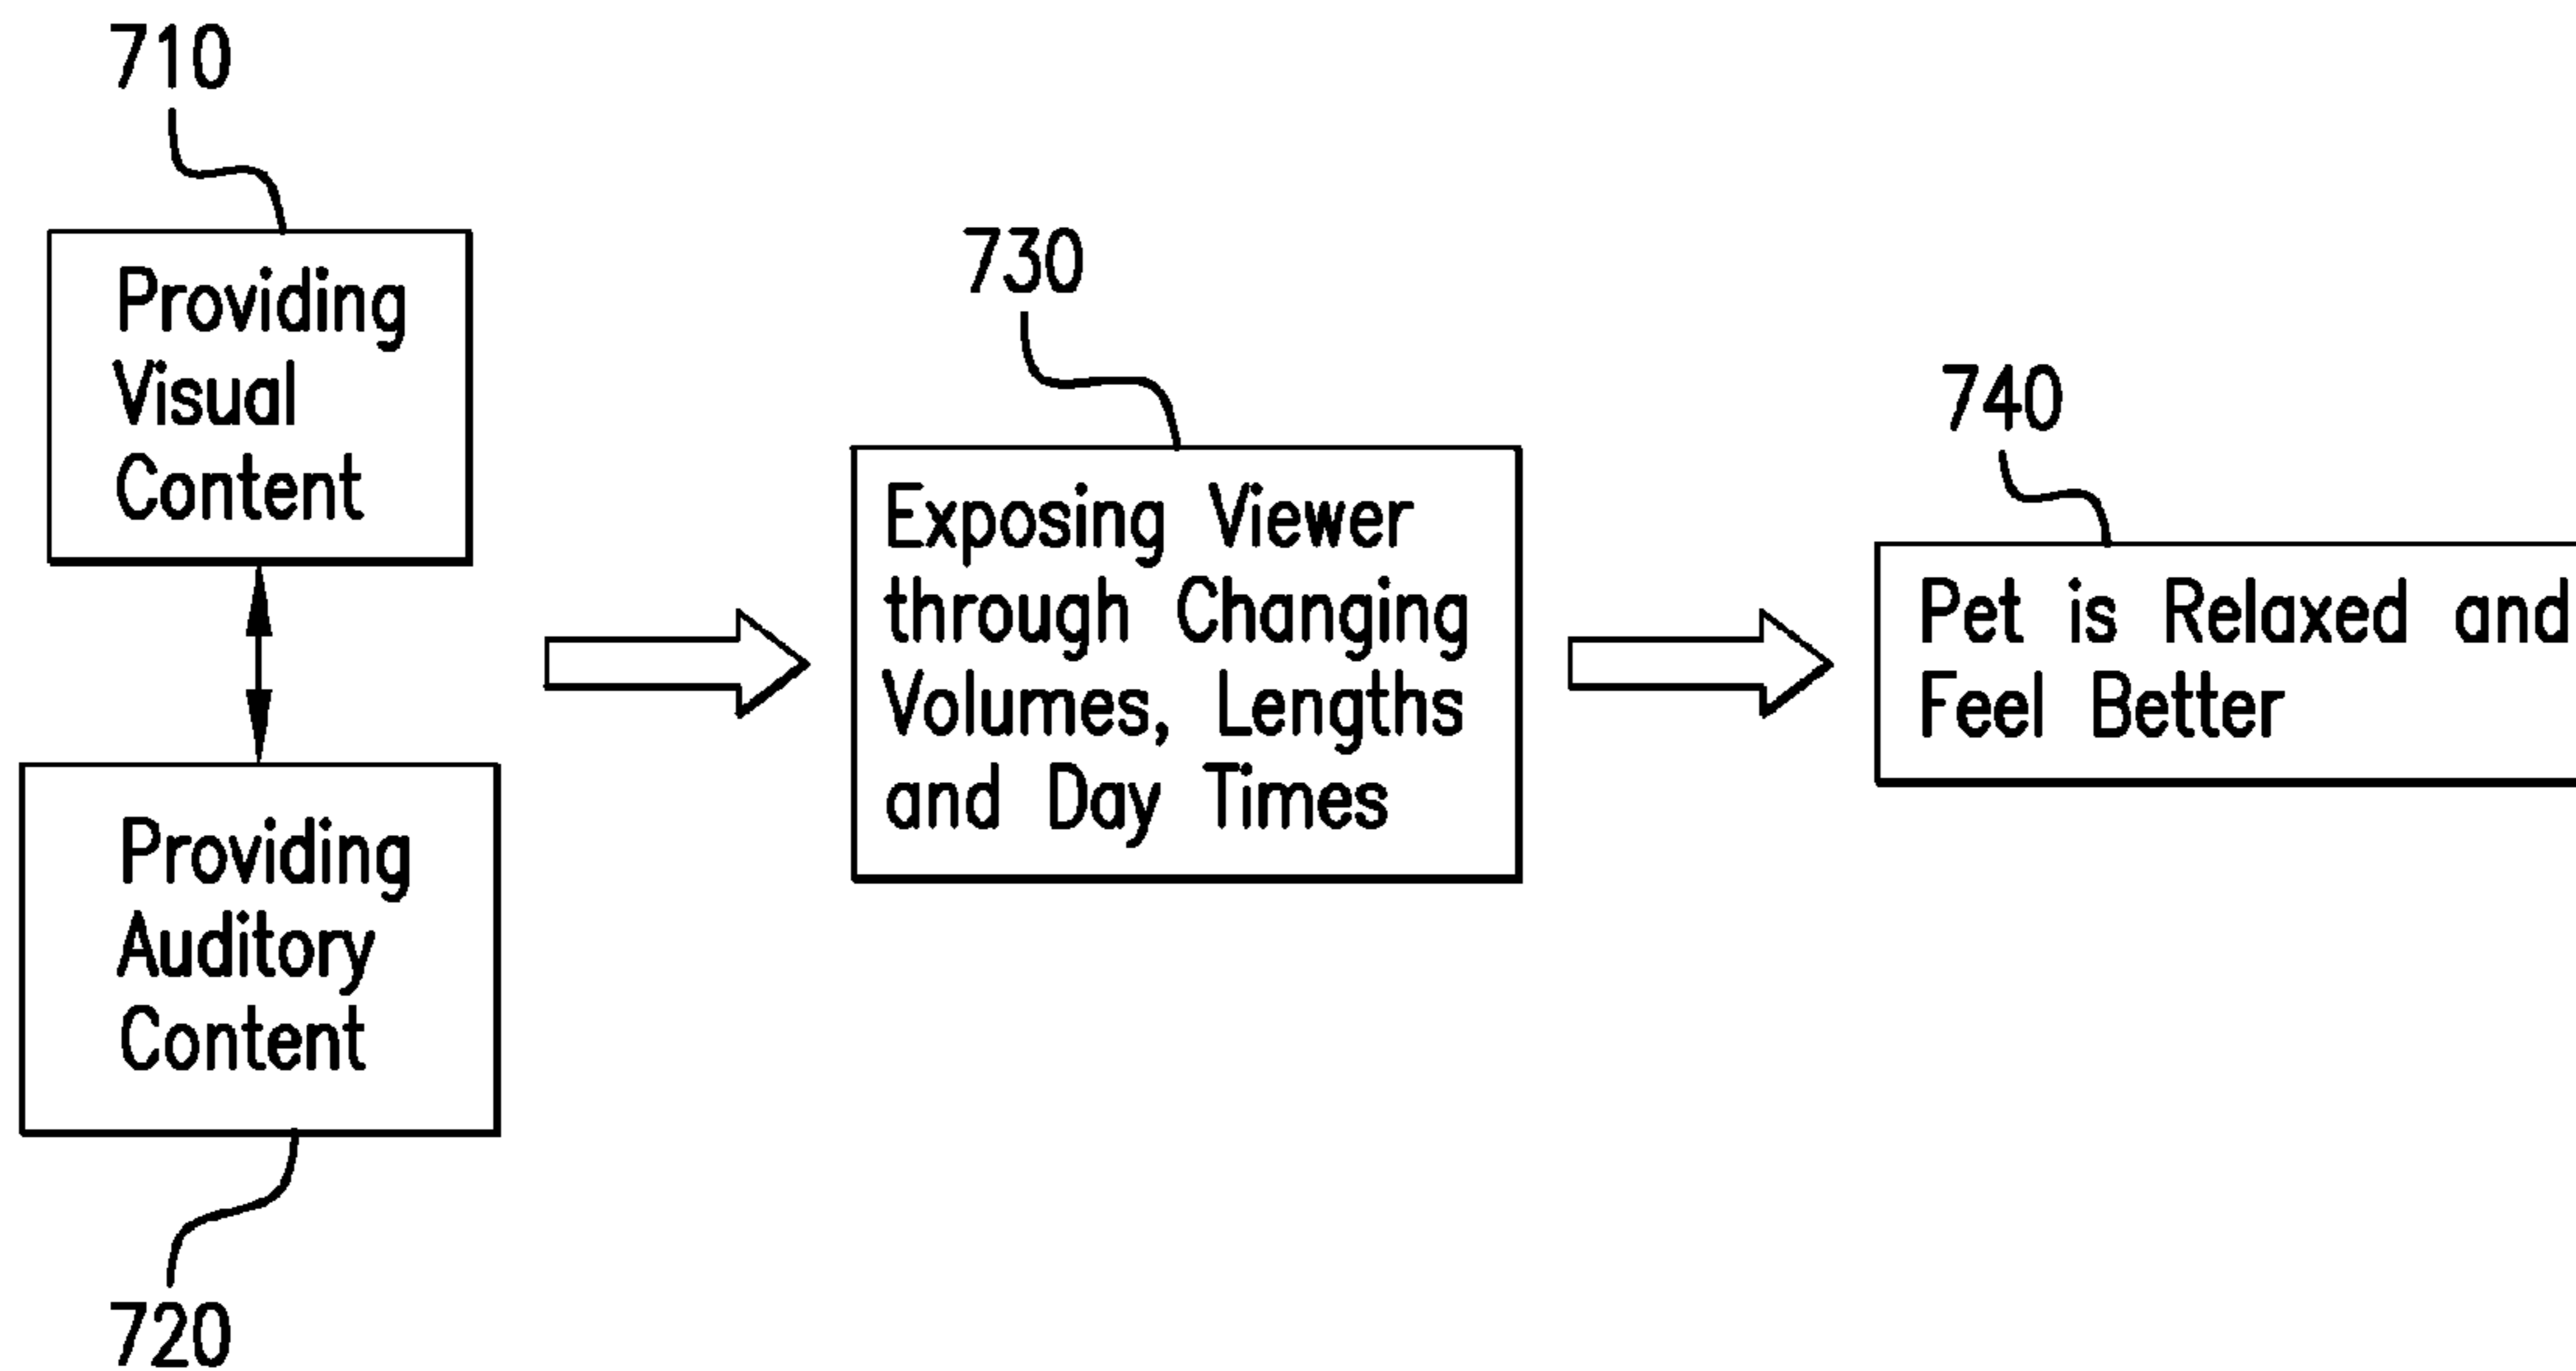 710
Providing
Visual
Content
720
Providing
Auditory
Content
730
Exposing Viewer
through Changing
Volumes, Lengths
and Day Times
740
Pet is Relaxed and
Feel Better